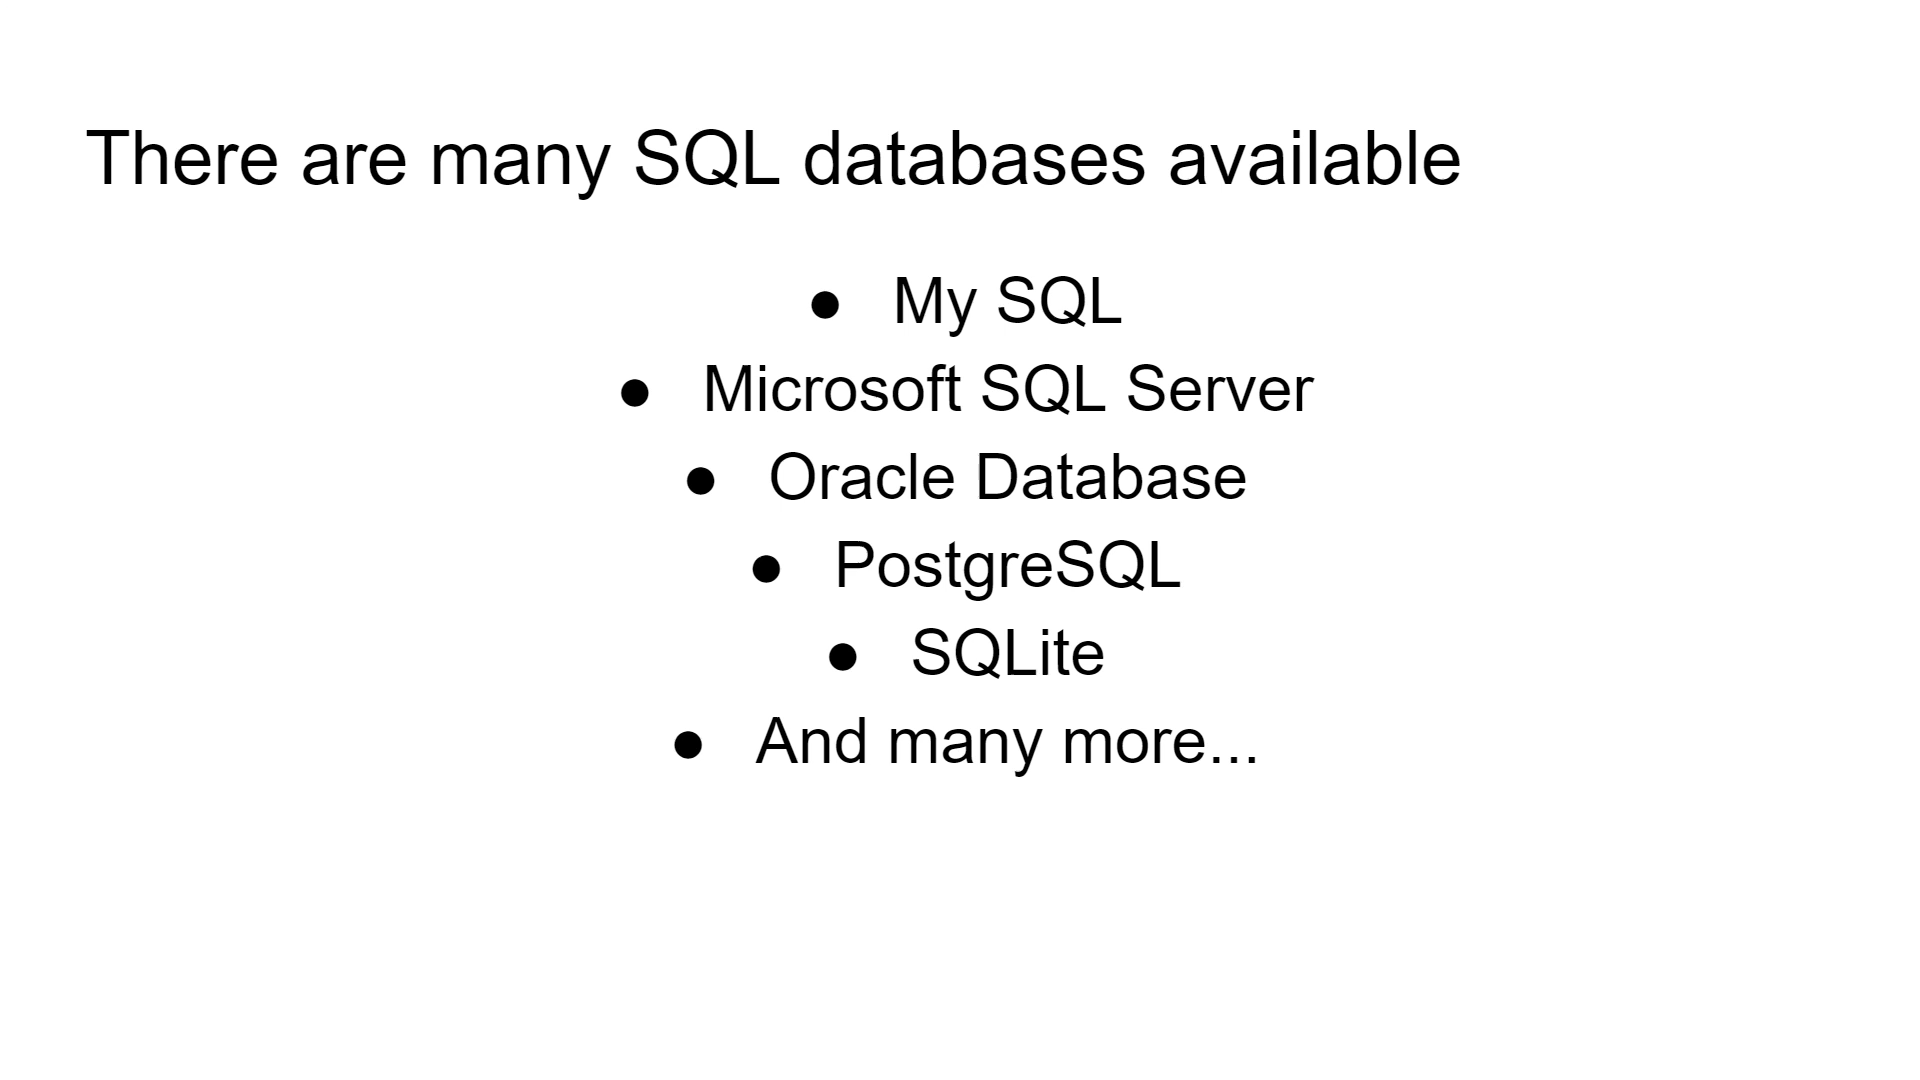 There are many SQL databases available
● My SQL
● Microsoft SQL Server
● Oracle Database
● PostgreSQL
● SQLite
● And many more...